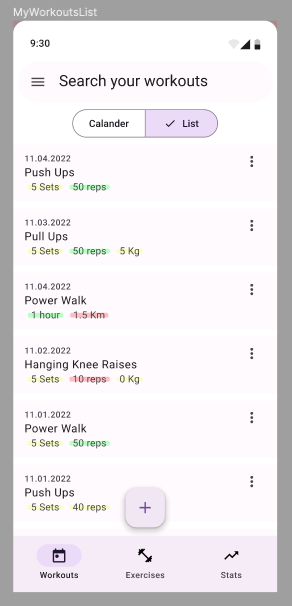 MyWorkoutsList
9:30
Search your workouts
Calander
List
11.04.2022
Push Ups
5 Sets 50 reps
11.03.2022
Pull Ups
5 Sets 50 reps 5 Kg
11.04.2022
Power Walk
1 hour 1.5 Km
11.02.2022
Hanging Knee Raises
5 Sets 10 reps 0 Kg
11.01.2022
Power Walk
5 Sets 50 reps
11.01.2022
Push Ups
5 Sets 40 reps
+
Workouts Exercises Stats